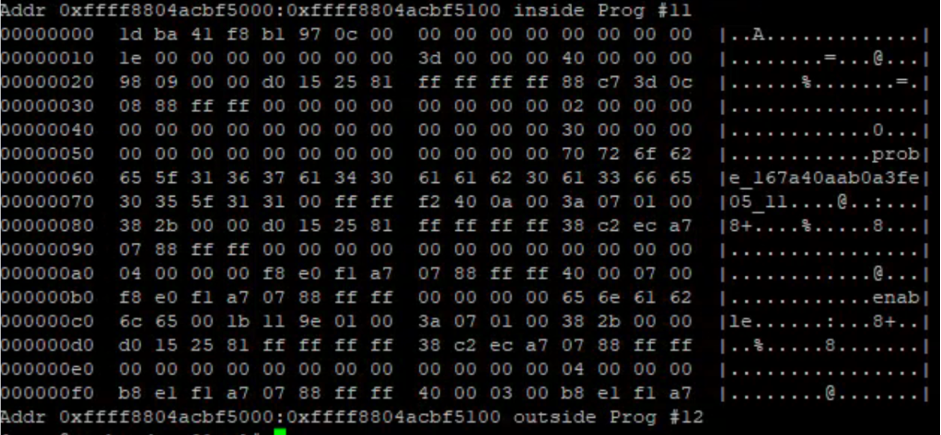 Addr 0xffff8804acbf5000:0xffff8804acbf5100 inside Prog #11
00000000 1d ba 41 f8 b1 97 0c 00 00 00 00 00 00 00 00 00 |..A.............|
00000010 1e 00 00 00 00 00 00 00 3d 00 00 00 40 00 00 00 |........=...@...|
00000020 98 09 00 00 d0 15 25 81 ff ff ff ff 88 c7 3d 0c |......%.......=.|
00000030 08 88 ff ff 00 00 00 00 00 00 00 00 02 00 00 00 |................|
00000040 00 00 00 00 00 00 00 00 00 00 00 00 30 00 00 00 |............0...|
00000050 00 00 00 00 00 00 00 00 00 00 00 00 70 72 6f 62 |............prob|
00000060 65 5f 31 36 37 61 34 30 61 61 62 30 61 33 66 65 |e_167a40aab0a3fe|
00000070 30 35 5f 31 31 00 ff ff f2 40 0a 00 3a 07 01 00 |05_11....@..:...|
00000080 38 2b 00 00 d0 15 25 81 ff ff ff ff 38 c2 ec a7 |8+....%.....8...|
00000090 07 88 ff ff 00 00 00 00 00 00 00 00 00 00 00 00 |................|
000000a0 04 00 00 00 f8 e0 f1 a7 07 88 ff ff 40 00 07 00 |............@...|
000000b0 f8 e0 f1 a7 07 88 ff ff 00 00 00 00 65 6e 61 62 |............enab|
000000c0 6c 65 00 1b 11 9e 01 00 3a 07 01 00 38 2b 00 00 |le......:...8+..|
000000d0 d0 15 25 81 ff ff ff ff 38 c2 ec a7 07 88 ff ff |..%.....8.......|
000000e0 00 00 00 00 00 00 00 00 00 00 00 00 04 00 00 00 |................|
000000f0 b8 e1 f1 a7 07 88 ff ff 40 00 03 00 b8 e1 f1 a7 |........@.......|
Addr 0xffff8804acbf5000:0xffff8804acbf5100 outside Prog #12